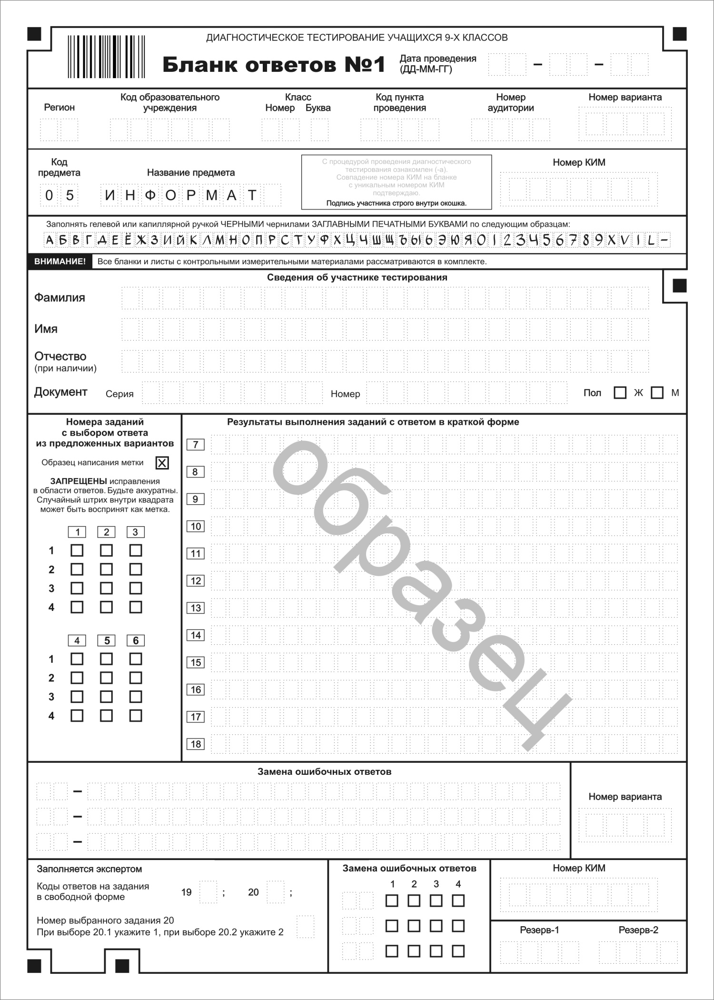 ДИАГНОСТИЧЕСКОЕ ТЕСТИРОВАНИЕ УЧАЩИХСЯ 9-Х КЛАССОВ
Бланк ответов №1
Дата проведения
(ДД-ММ-ГГ)
– –
Регион
Код образовательного
учреждения
Класс
Номер Буква
Код пункта
проведения
Номер
аудитории
Номер варианта
Код
предмета
0 5
Название предмета
И Н Ф О Р М А Т
С процедурой проведения диагностического
тестирования ознакомлен (-а).
Совпадение номера КИМ на бланке
с уникальным номером КИМ
подтверждаю.
Подпись участника строго внутри окошка.
Номер КИМ
Заполнять гелевой или капиллярной ручкой ЧЕРНЫМИ чернилами ЗАГЛАВНЫМИ ПЕЧАТНЫМИ БУКВАМИ по следующим образцам:
А Б В Г Д Е Ё Ж З И Й К Л М Н О П Р С Т У Ф Х Ц Ч Ш Щ Ъ Ы Ь Э Ю Я 0 1 2 3 4 5 6 7 8 9 X V I L –
ВНИМАНИЕ! Все бланки и листы с контрольными измерительными материалами рассматриваются в комплекте.
Сведения об участнике тестирования
Фамилия
Имя
Отчество
(при наличии)
Документ Серия Номер Пол Ж М
Номера заданий
с выбором ответа
из предложенных вариантов
Образец написания метки X
ЗАПРЕЩЕНЫ исправления
в области ответов. Будьте аккуратны.
Случайный штрих внутри квадрата
может быть воспринят как метка.
1 2 3
1
2
3
4
4 5 6
1
2
3
4
Результаты выполнения заданий с ответом в краткой форме
7
8
9
10
11
12
13
14
15
16
17
18
образец
Замена ошибочных ответов
–
–
–
Номер варианта
Заполняется экспертом
Коды ответов на задания
в свободной форме
19 ; 20 ;
Номер выбранного задания 20
При выборе 20.1 укажите 1, при выборе 20.2 укажите 2
Замена ошибочных ответов
1 2 3 4
Номер КИМ
Резерв-1 Резерв-2